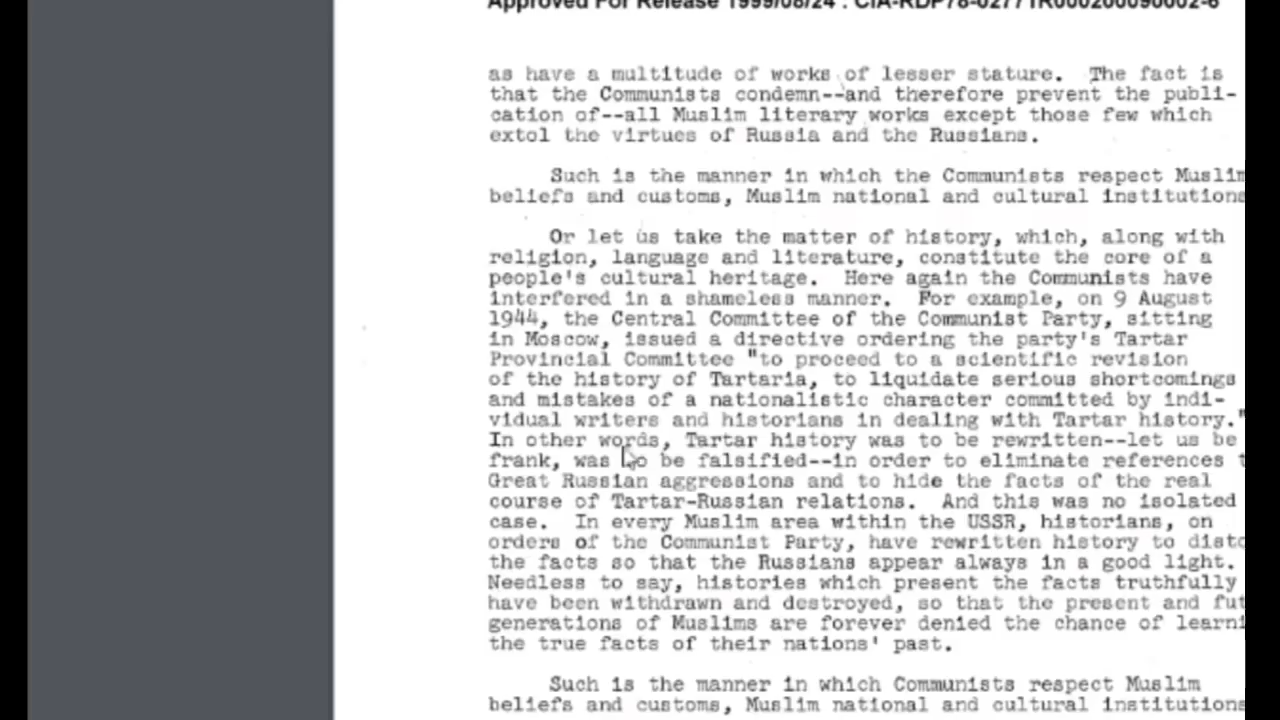 Approved For Release 1999/08/24 : CIA-RDP78-02771R000200090002-6
as have a multitude of works of lesser stature. The fact is
that the Communists condemn--and therefore prevent the publi-
cation of--all Muslim literary works except those few which
extol the virtues of Russia and the Russians.
Such is the manner in which the Communists respect Muslim
beliefs and customs, Muslim national and cultural institutions
Or let us take the matter of history, which, along with
religion, language and literature, constitute the core of a
people's cultural heritage. Here again the Communists have
interfered in a shameless manner. For example, on 9 August
1944, the Central Committee of the Communist Party, sitting
in Moscow, issued a directive ordering the party's Tartar
Provincial Committee "to proceed to a scientific revision
of the history of Tartaria, to liquidate serious shortcomings
and mistakes of a nationalistic character committed by indi-
vidual writers and historians in dealing with Tartar history."
In other words, Tartar history was to be rewritten--let us be
frank, was to be falsified--in order to eliminate references
Great Russian aggressions and to hide the facts of the real
course of Tartar-Russian relations. And this was no isolated
case. In every Muslim area within the USSR, historians, on
orders of the Communist Party, have rewritten history to disto
the facts so that the Russians appear always in a good light.
Needless to say, histories which present the facts truthfully
have been withdrawn and destroyed, so that the present and fut
generations of Muslims are forever denied the chance of learni
the true facts of their nations' past.
Such is the manner in which Communists respect Muslim
beliefs and customs, Muslim national and cultural institutions